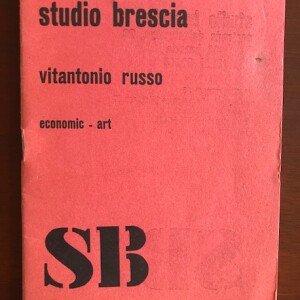 studio brescia
vitantonio russo
economic - art
SB